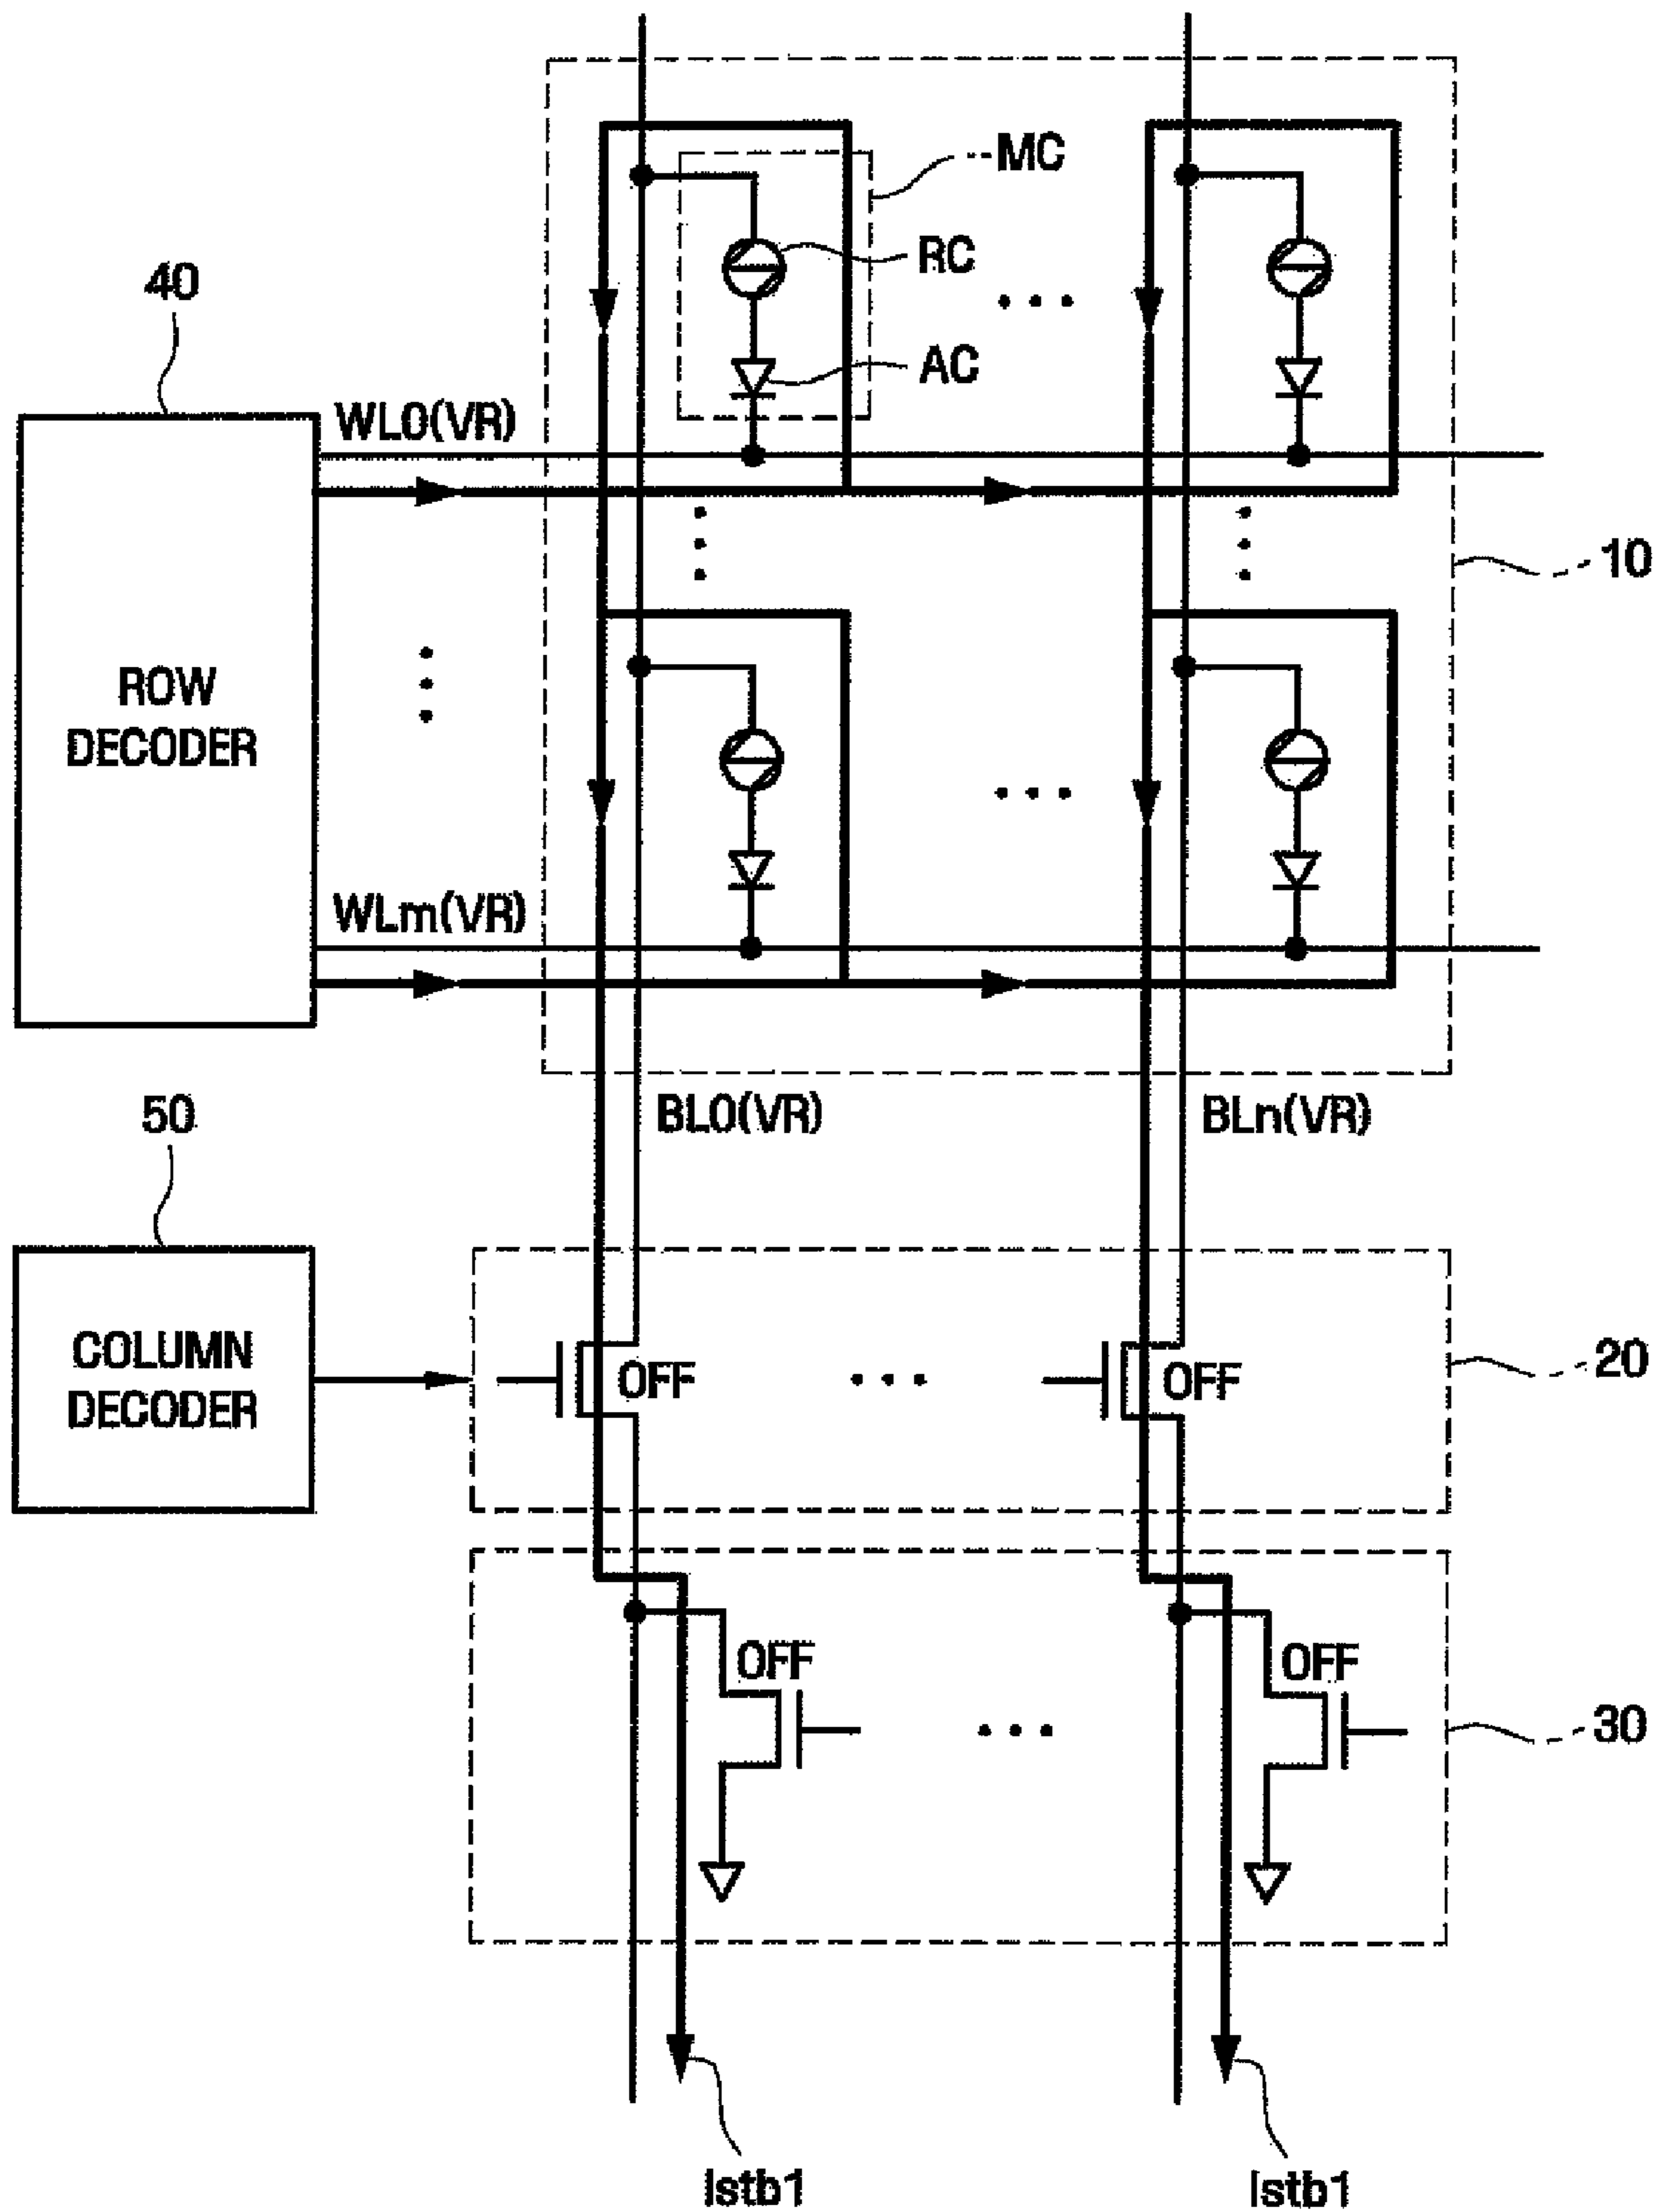 MC
RC
40
AC
WL0(VR)
10
ROW
DECODER
WLm(VR)
50
BL0(VR)
BLn(VR)
COLUMN
DECODER
OFF
OFF
20
OFF
OFF
30
Istb1
Istb1